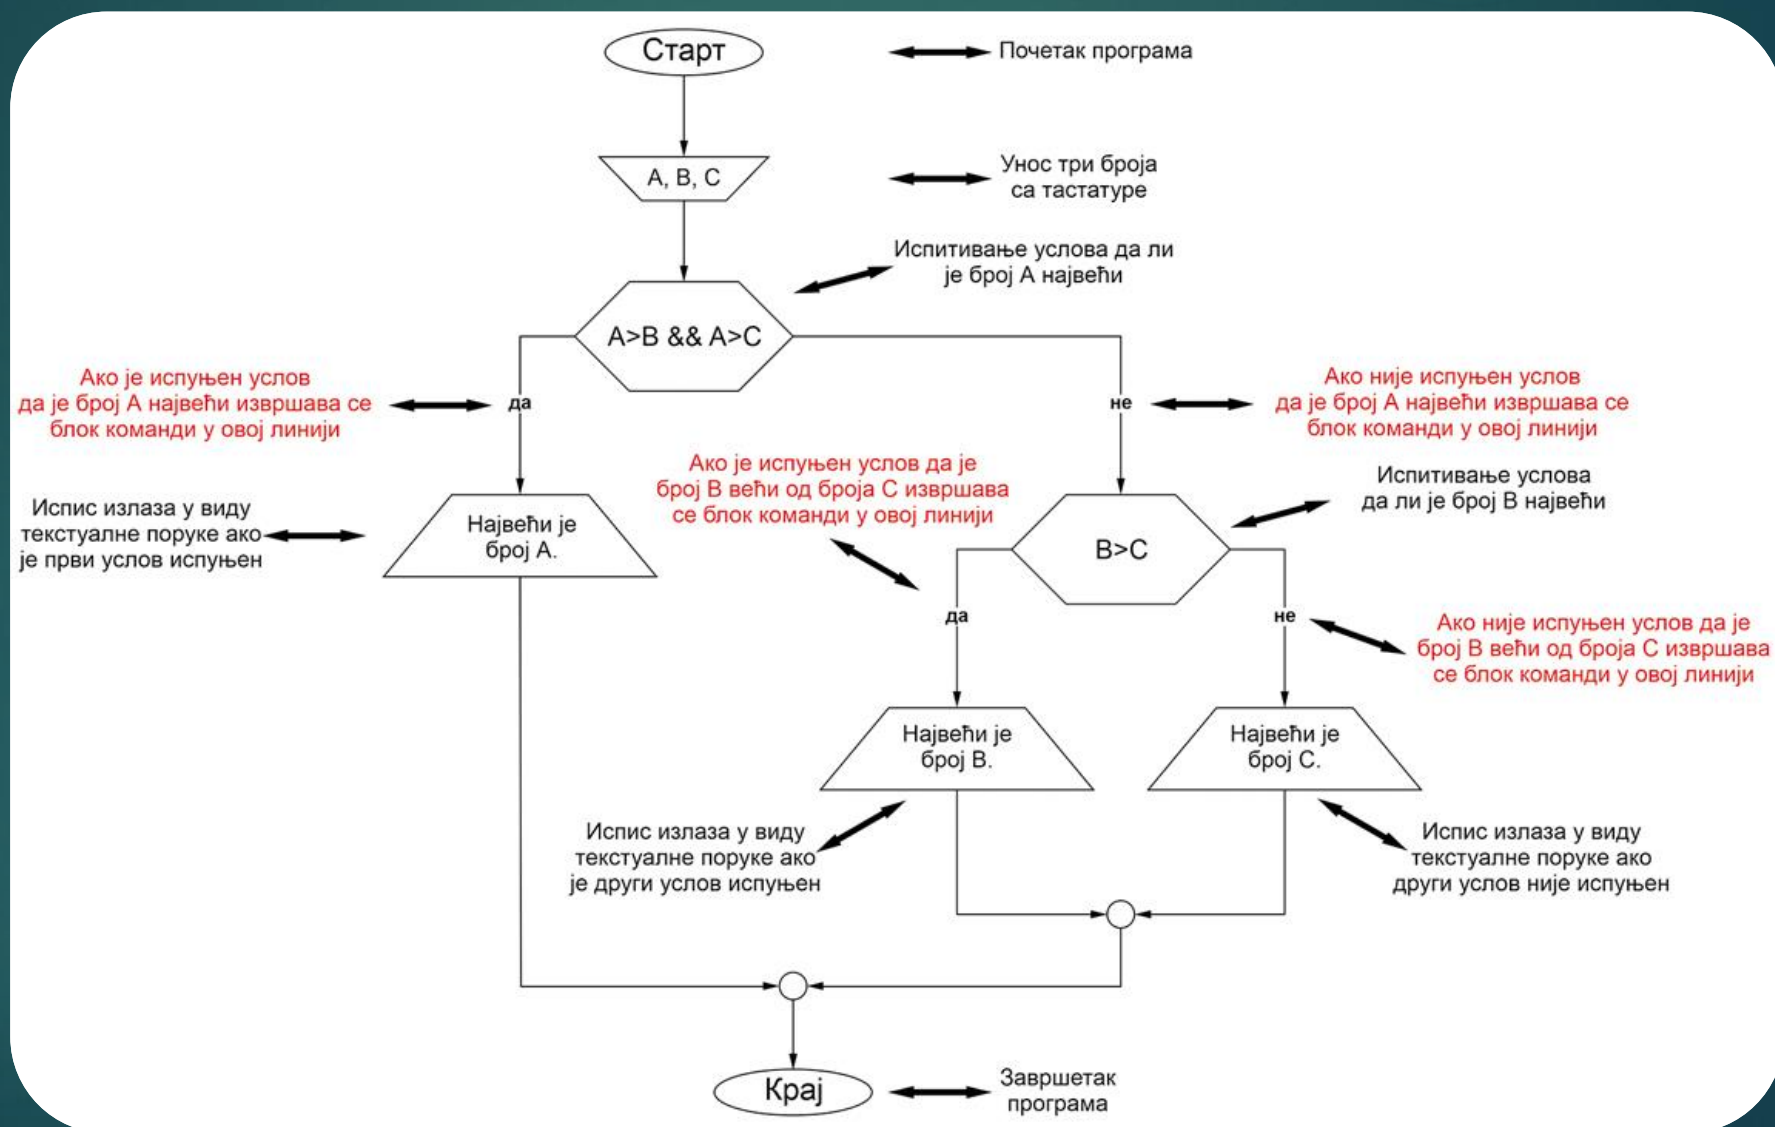 Старт
Почетак програма
A, B, C
Унос три броја
са тастатуре
Испитивање услова да ли
је број А највећи
A>B && A>C
Ако је испуњен услов
да је број А највећи извршава се
блок команди у овој линији
да
не
Ако није испуњен услов
да је број А највећи извршава се
блок команди у овој линији
Ако је испуњен услов да је
број В већи од броја С извршава
се блок команди у овој линији
Испитивање услова
да ли је број В највећи
Испис излаза у виду
текстуалне поруке ако
је први услов испуњен
Највећи је
број А.
B>C
да
не
Ако није испуњен услов да је
број В већи од броја С извршава
се блок команди у овој линији
Највећи је
број В.
Највећи је
број С.
Испис излаза у виду
текстуалне поруке ако
је други услов испуњен
Испис излаза у виду
текстуалне поруке ако
други услов није испуњен
Крај
Завршетак
програма